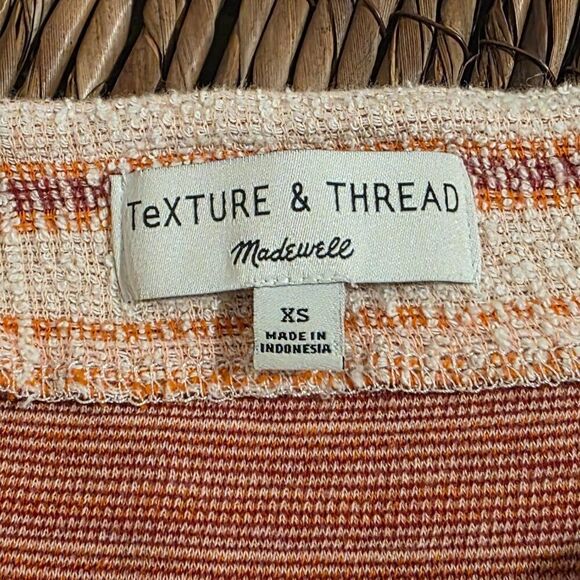 TeXTURE & THREAD
Madewell
XS
MADE IN
INDONESIA